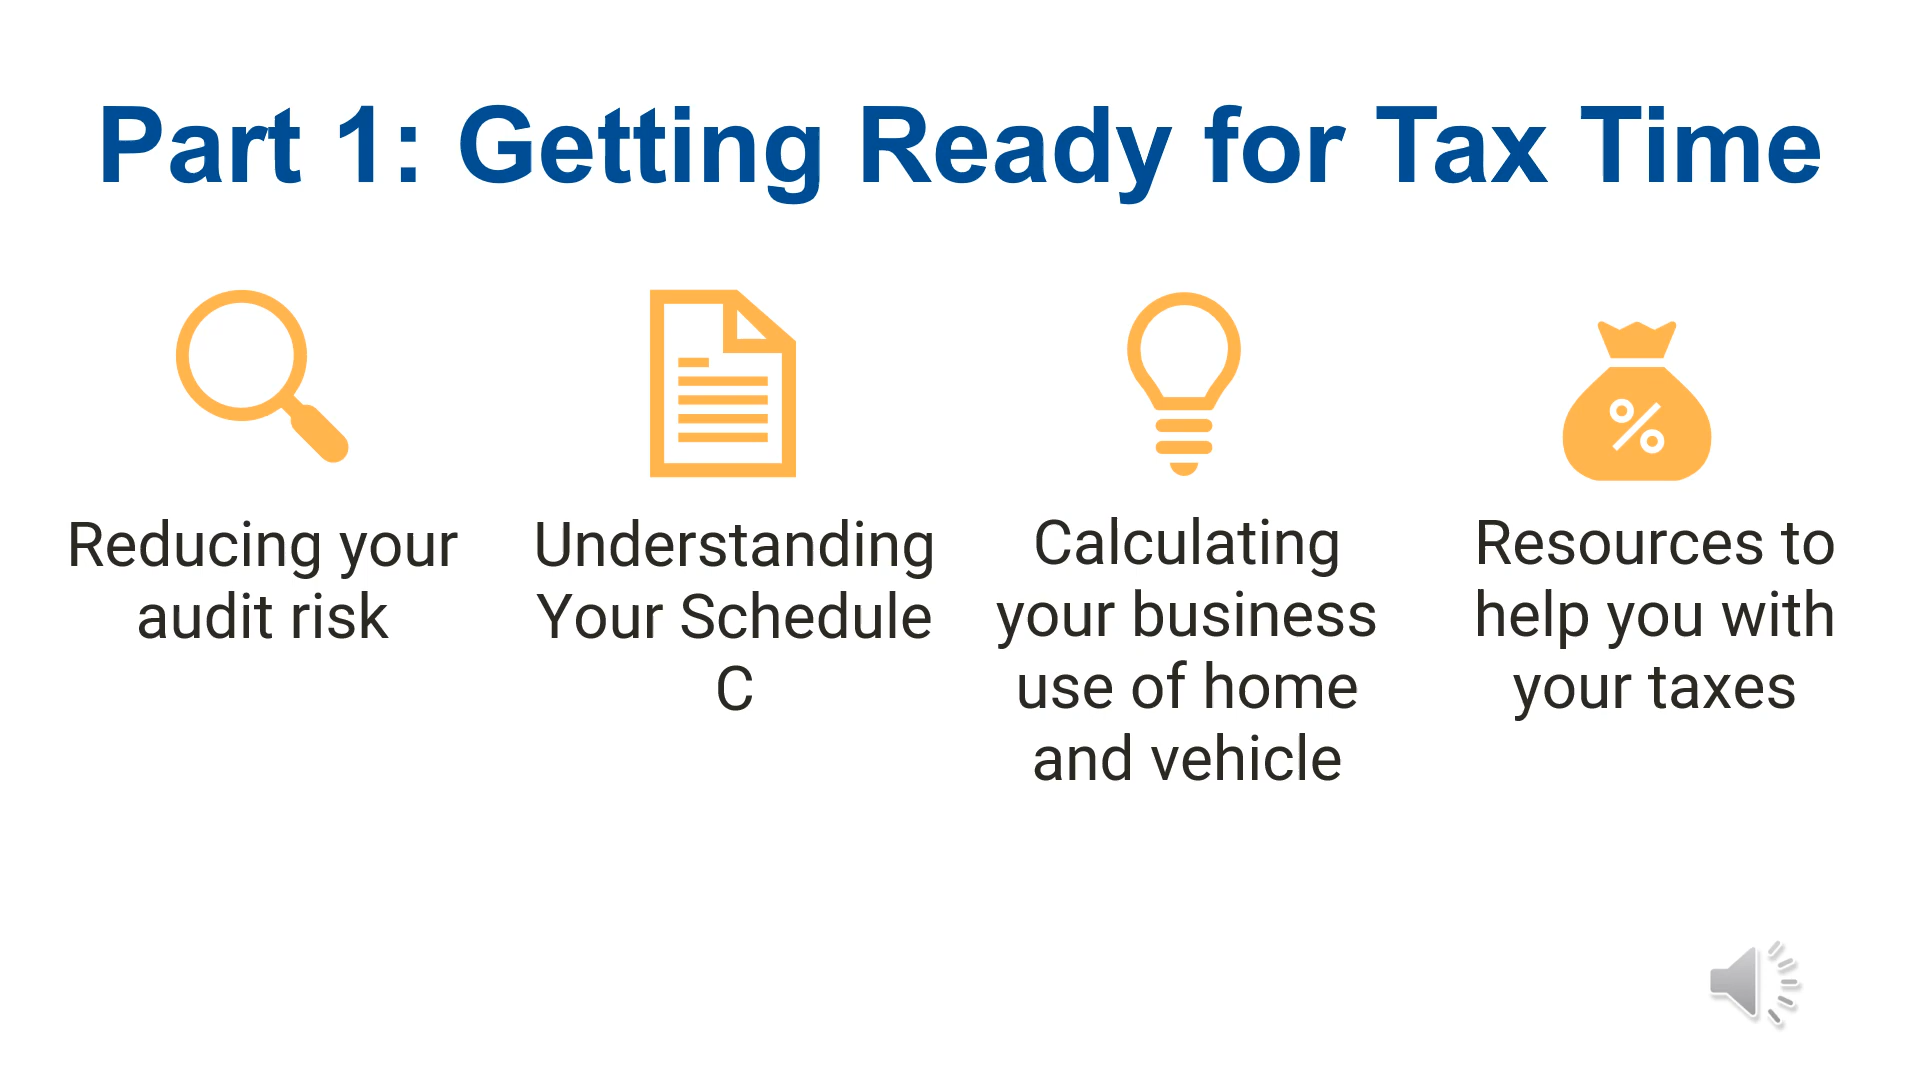 Part 1: Getting Ready for Tax Time
Reducing your
audit risk
Understanding
Your Schedule
C
Calculating
your business
use of home
and vehicle
%
Resources to
help you with
your taxes